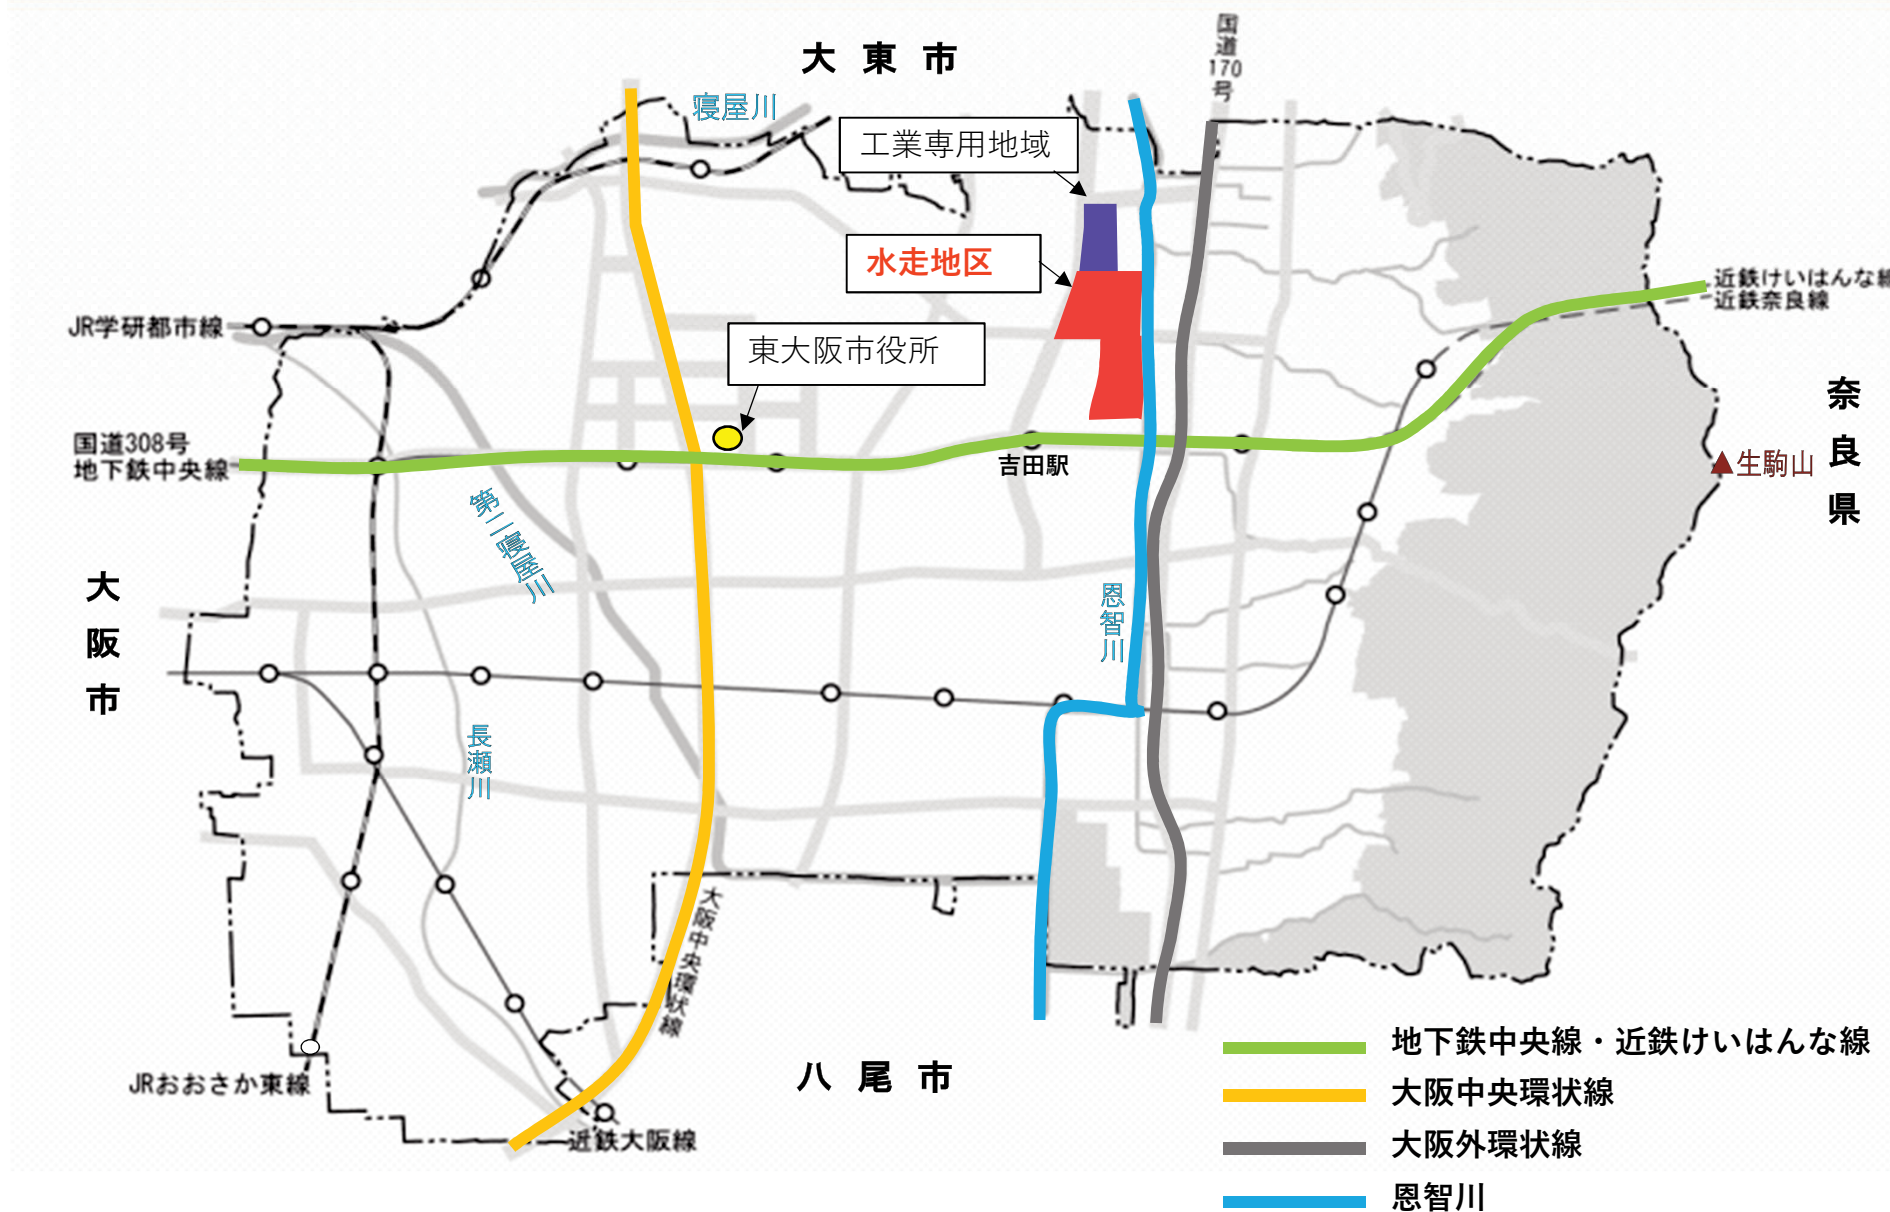 国道170号
大東市
寝屋川
工業専用地域
水走地区
近鉄けいはんな線
近鉄奈良線
JR学研都市線
東大阪市役所
奈良県
国道308号
地下鉄中央線
吉田駅
生駒山
第二寝屋川
大阪市
恩智川
長瀬川
大阪中央環状線
八尾市
JRおおさか東線
近鉄大阪線
地下鉄中央線・近鉄けいはんな線
大阪中央環状線
大阪外環状線
恩智川